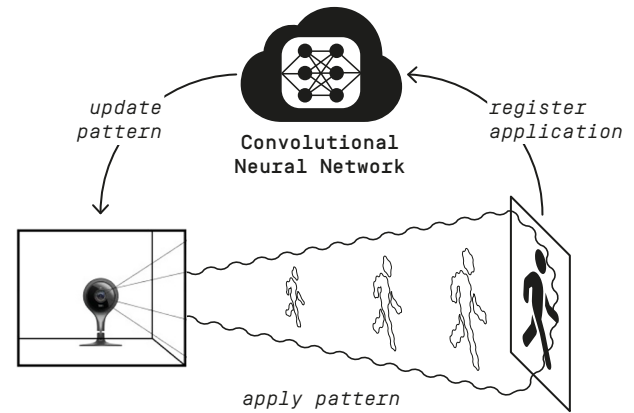 update
pattern
register
application
Convolutional
Neural Network
apply pattern